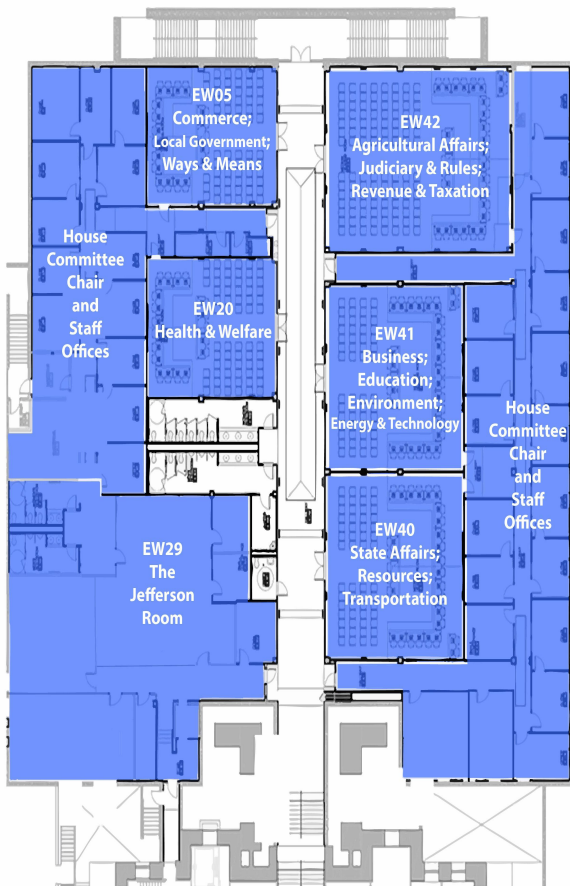 EW05
Commerce;
Local Government;
Ways & Means
EW42
Agricultural Affairs;
Judiciary & Rules;
Revenue & Taxation
House
Committee
Chair
and
Staff
Offices
EW20
Health & Welfare
EW41
Business;
Education;
Environment;
Energy & Technology
House
Committee
Chair
and
Staff
Offices
EW29
The
Jefferson
Room
EW40
State Affairs;
Resources;
Transportation